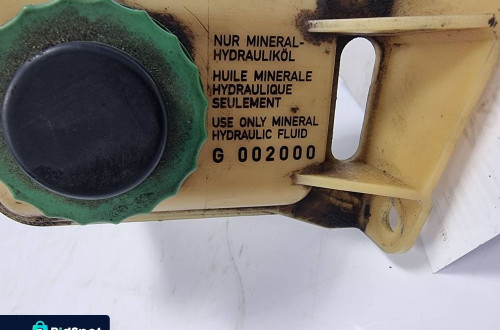 NUR MINERAL-
HYDRAULIKÖL
HUILE MINERALE
HYDRAULIQUE
SEULEMENT
USE ONLY MINERAL
HYDRAULIC FLUID
G 002000